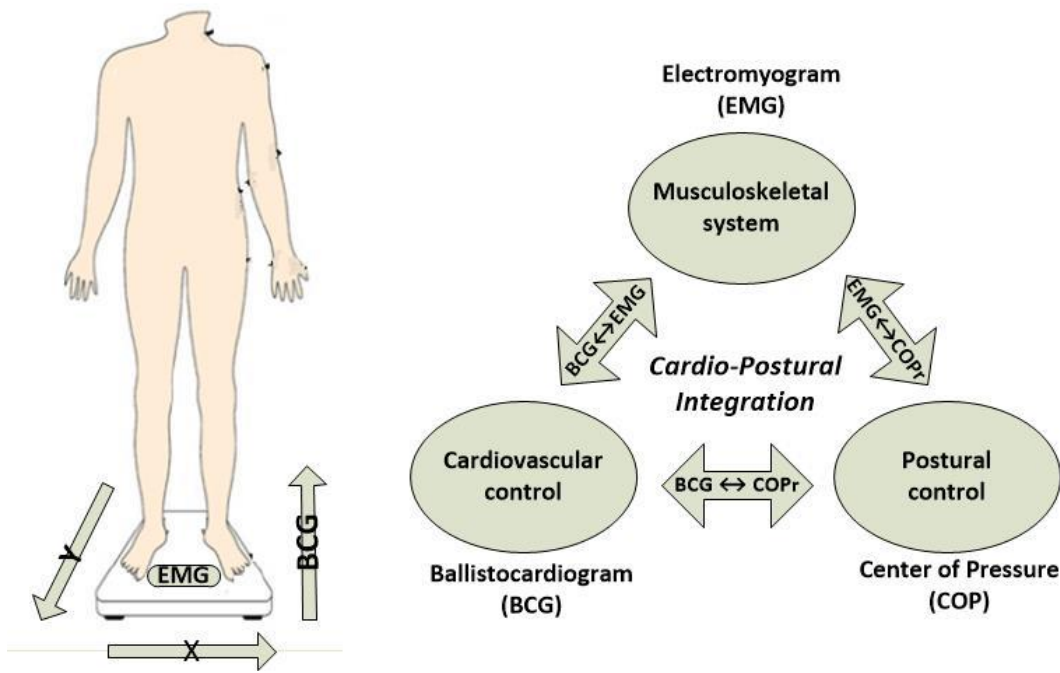 Electromyogram
(EMG)
Musculoskeletal
system
BCG↔EMG
EMG↔COPr
Cardio-Postural
Integration
Cardiovascular
control
BCG ↔ COPr
Postural
control
Ballistocardiogram
(BCG)
Center of Pressure
(COP)
Y
EMG
BCG
X